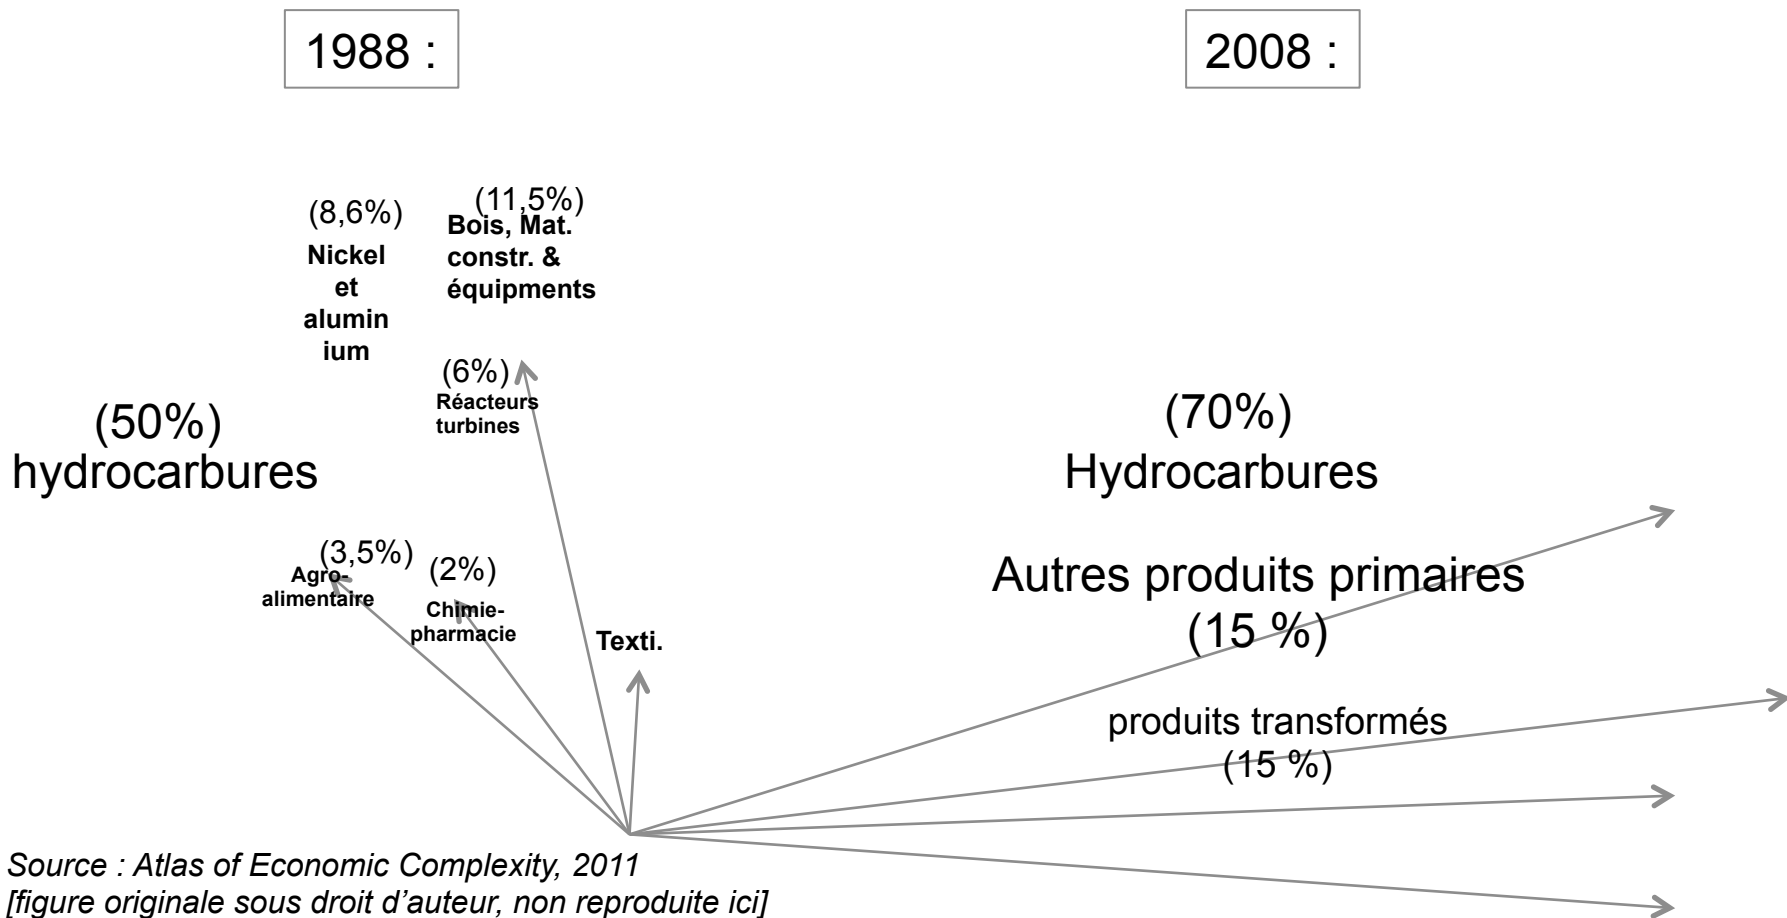 1988 :
2008 :
(8,6%)
Nickel
et
alumin
ium
(11,5%)
Bois, Mat.
constr. &
équipments
(6%)
Réacteurs
turbines
(50%)
hydrocarbures
(3,5%)
Agro-
alimentaire
(2%)
Chimie-
pharmacie
Texti.
(70%)
Hydrocarbures
Autres produits primaires
(15 %)
produits transformés
(15 %)
Source : Atlas of Economic Complexity, 2011
[figure originale sous droit d’auteur, non reproduite ici]